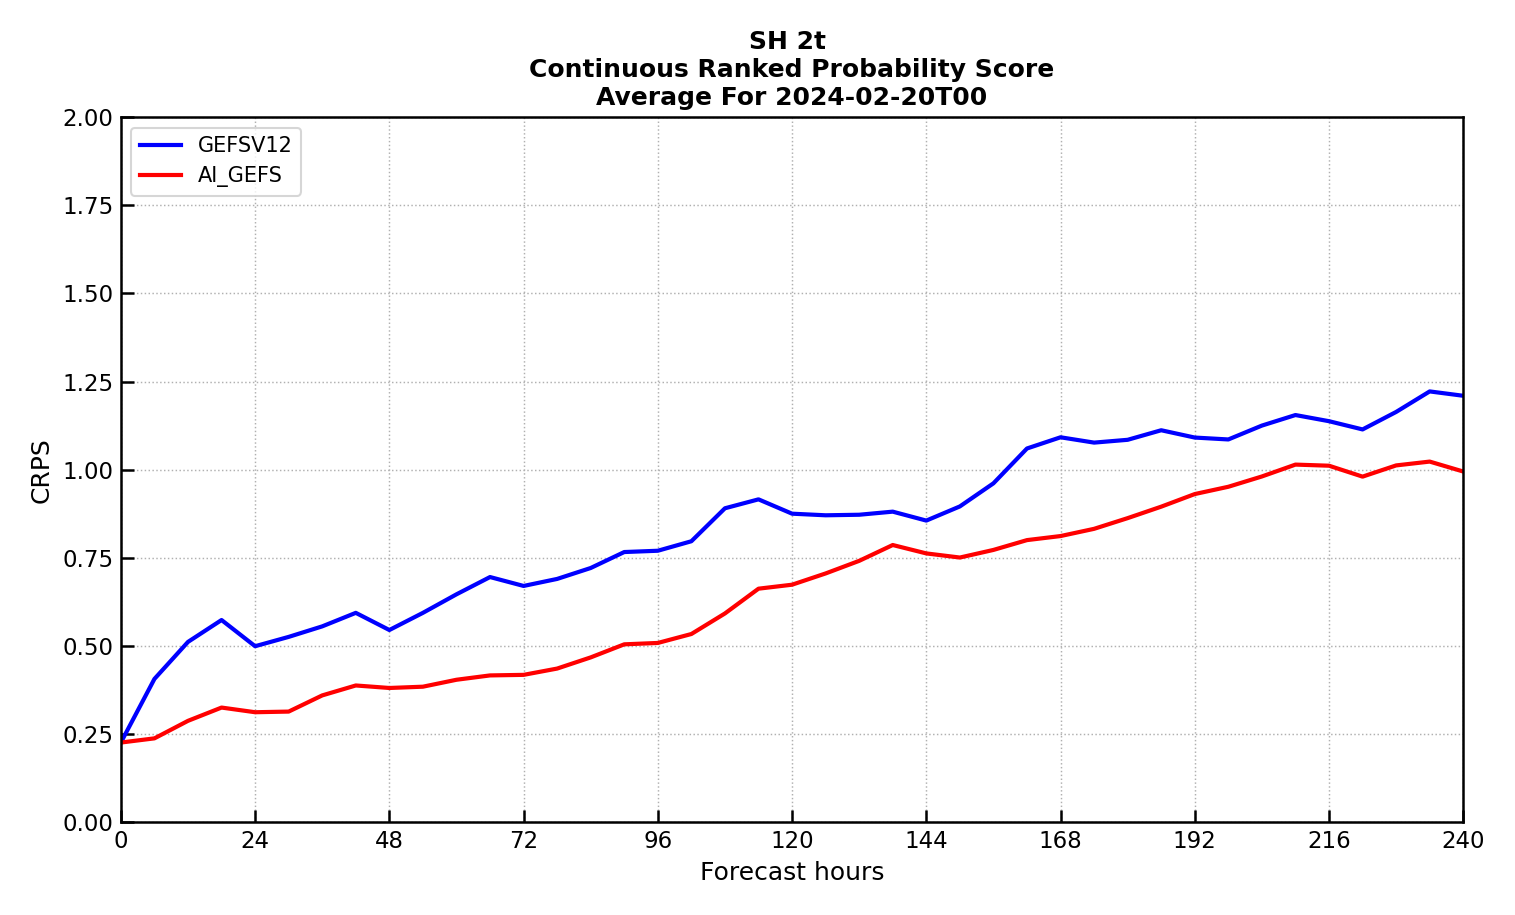 SH 2t
Continuous Ranked Probability Score
Average For 2024-02-20T00
GEFSV12
AI_GEFS
2.00
1.75
1.50
1.25
1.00
0.75
0.50
0.25
0.00
CRPS
0 24 48 72 96 120 144 168 192 216 240
Forecast hours